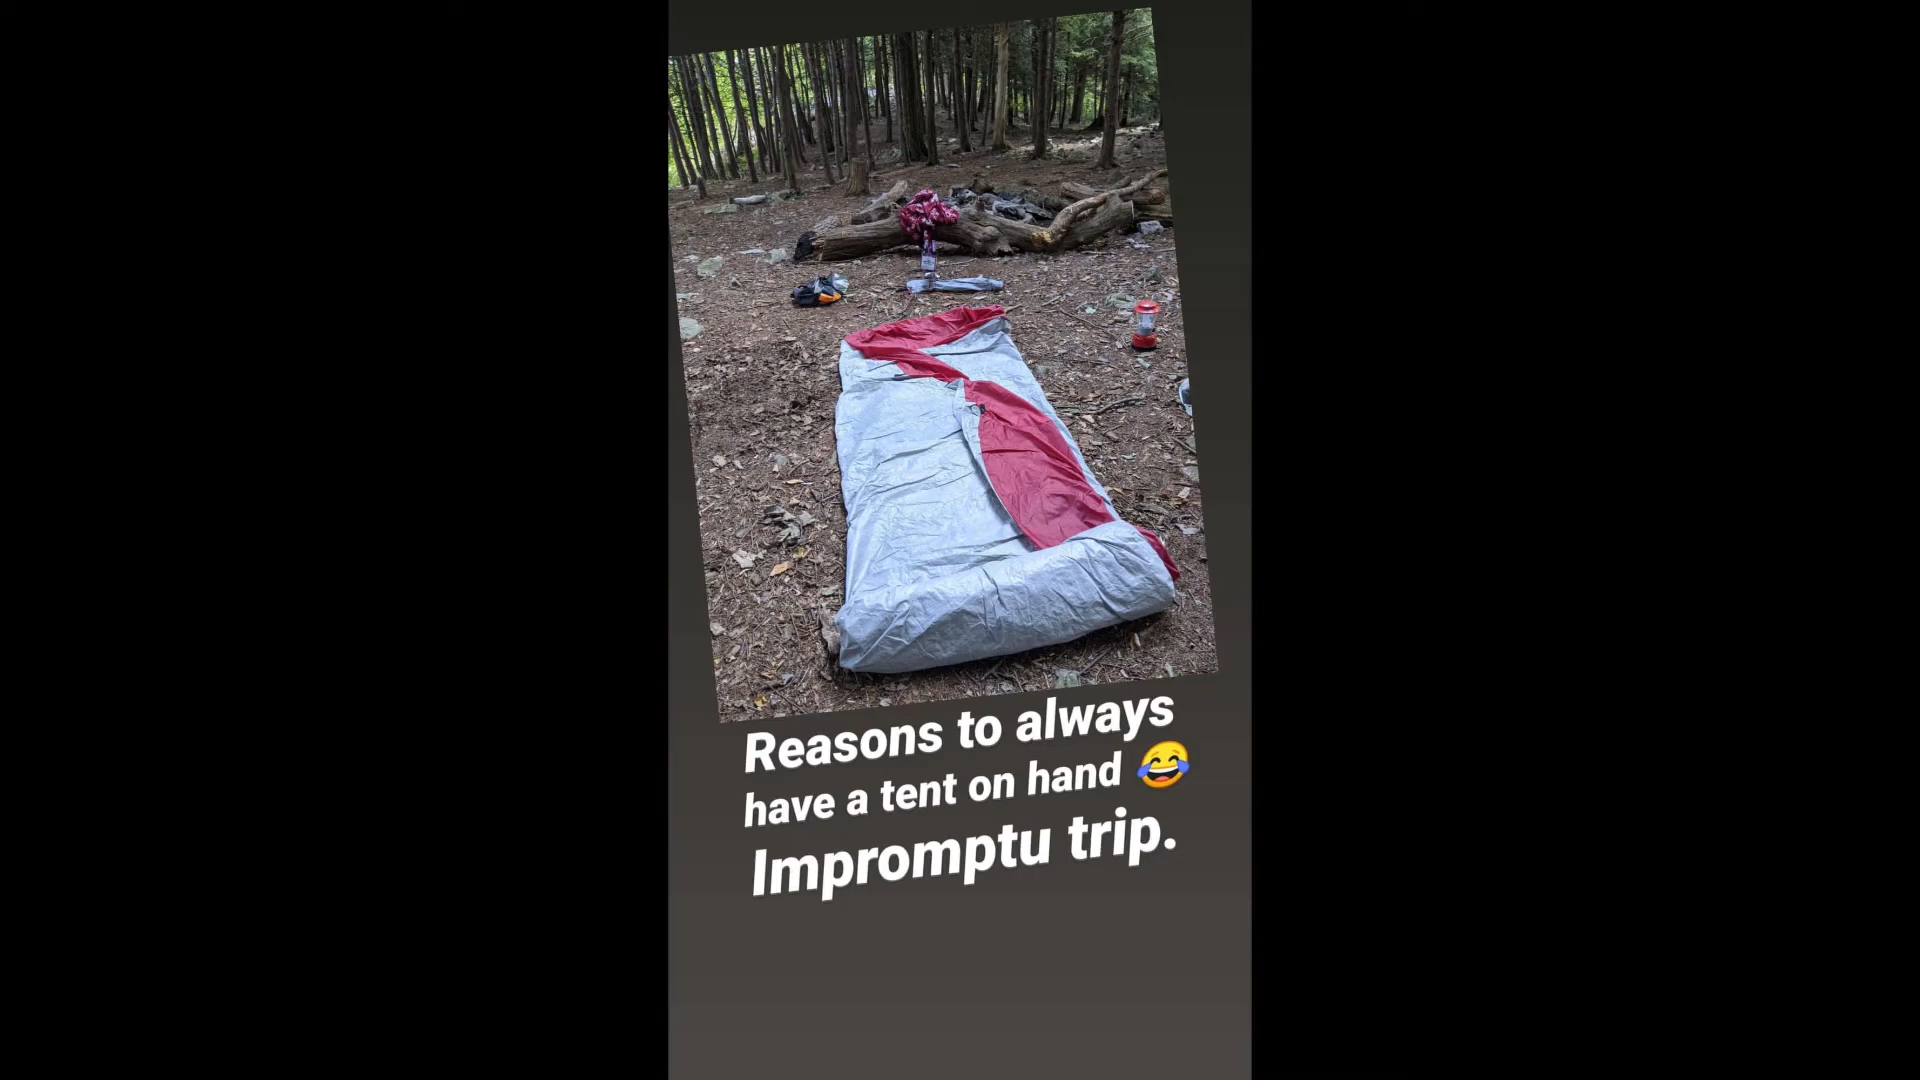 Reasons to always
have a tent on hand 😂
Impromptu trip.